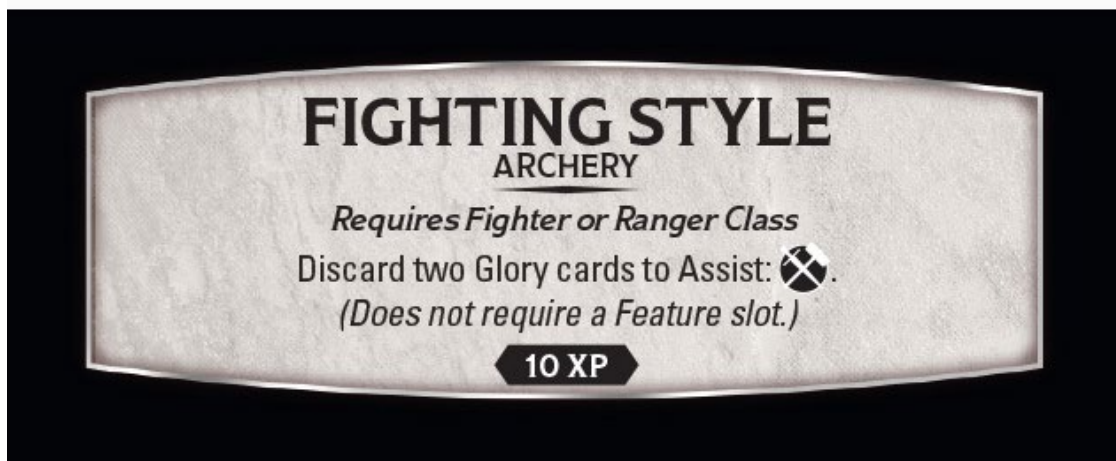 FIGHTING STYLE
ARCHERY
Requires Fighter or Ranger Class
Discard two Glory cards to Assist: .
(Does not require a Feature slot.)
10 XP